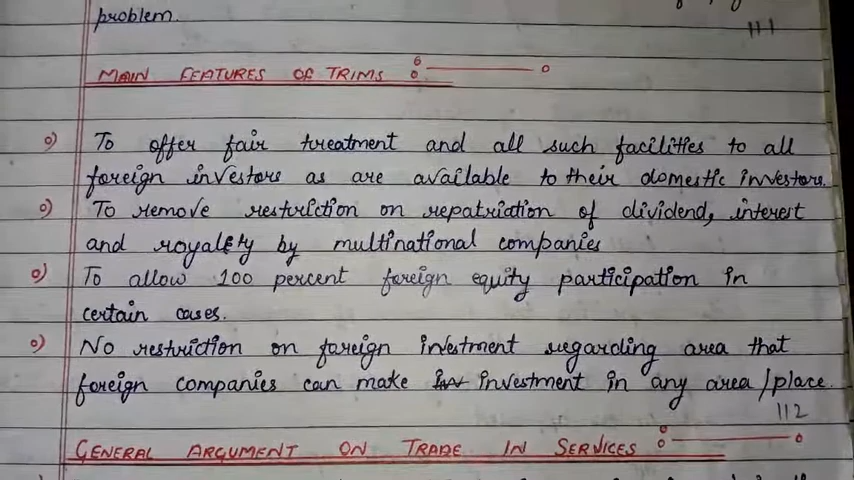 problem.
111
MAIN FEATURES OF TRIMS
To offer fair treatment and all such facilities to all
foreign investors as are available to their domestic investors.
To remove restriction on repatriation of dividend, interest
and royalty by multinational companies
To allow 100 percent foreign equity participation in
certain cases.
No restriction on foreign investment regarding area that
foreign companies can make investment in any area/place.
112
GENERAL ARGUMENT ON TRADE IN SERVICES